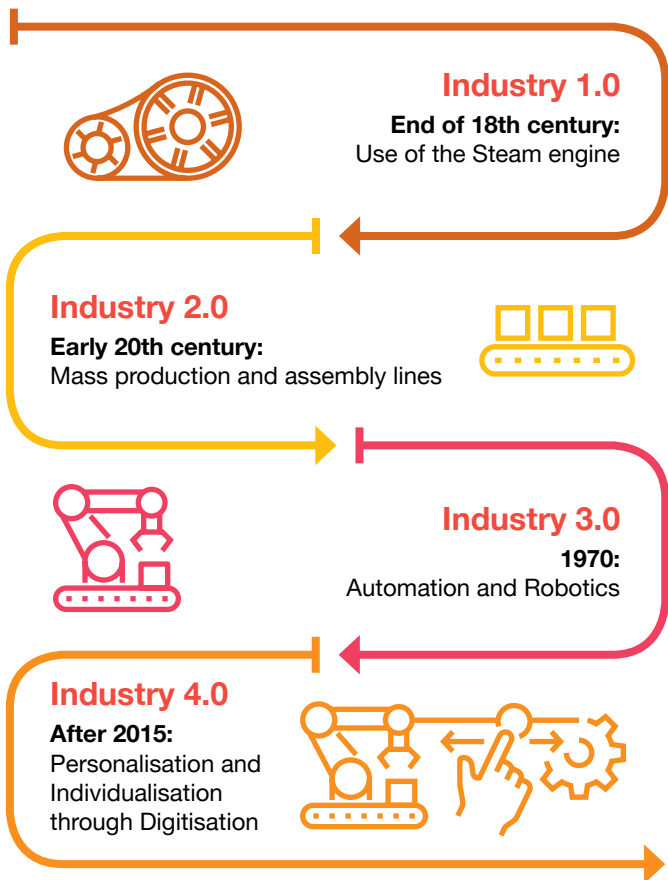 Industry 1.0
End of 18th century:
Use of the Steam engine
Industry 2.0
Early 20th century:
Mass production and assembly lines
Industry 3.0
1970:
Automation and Robotics
Industry 4.0
After 2015:
Personalisation and
Individualisation
through Digitisation